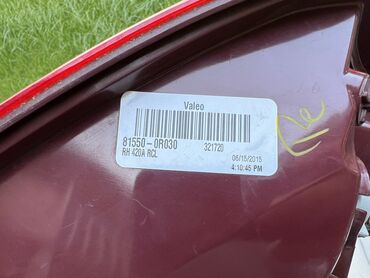 Valeo
81550-0R030 321720
RH 420A RCL 06/15/2015
4:10:45 PM